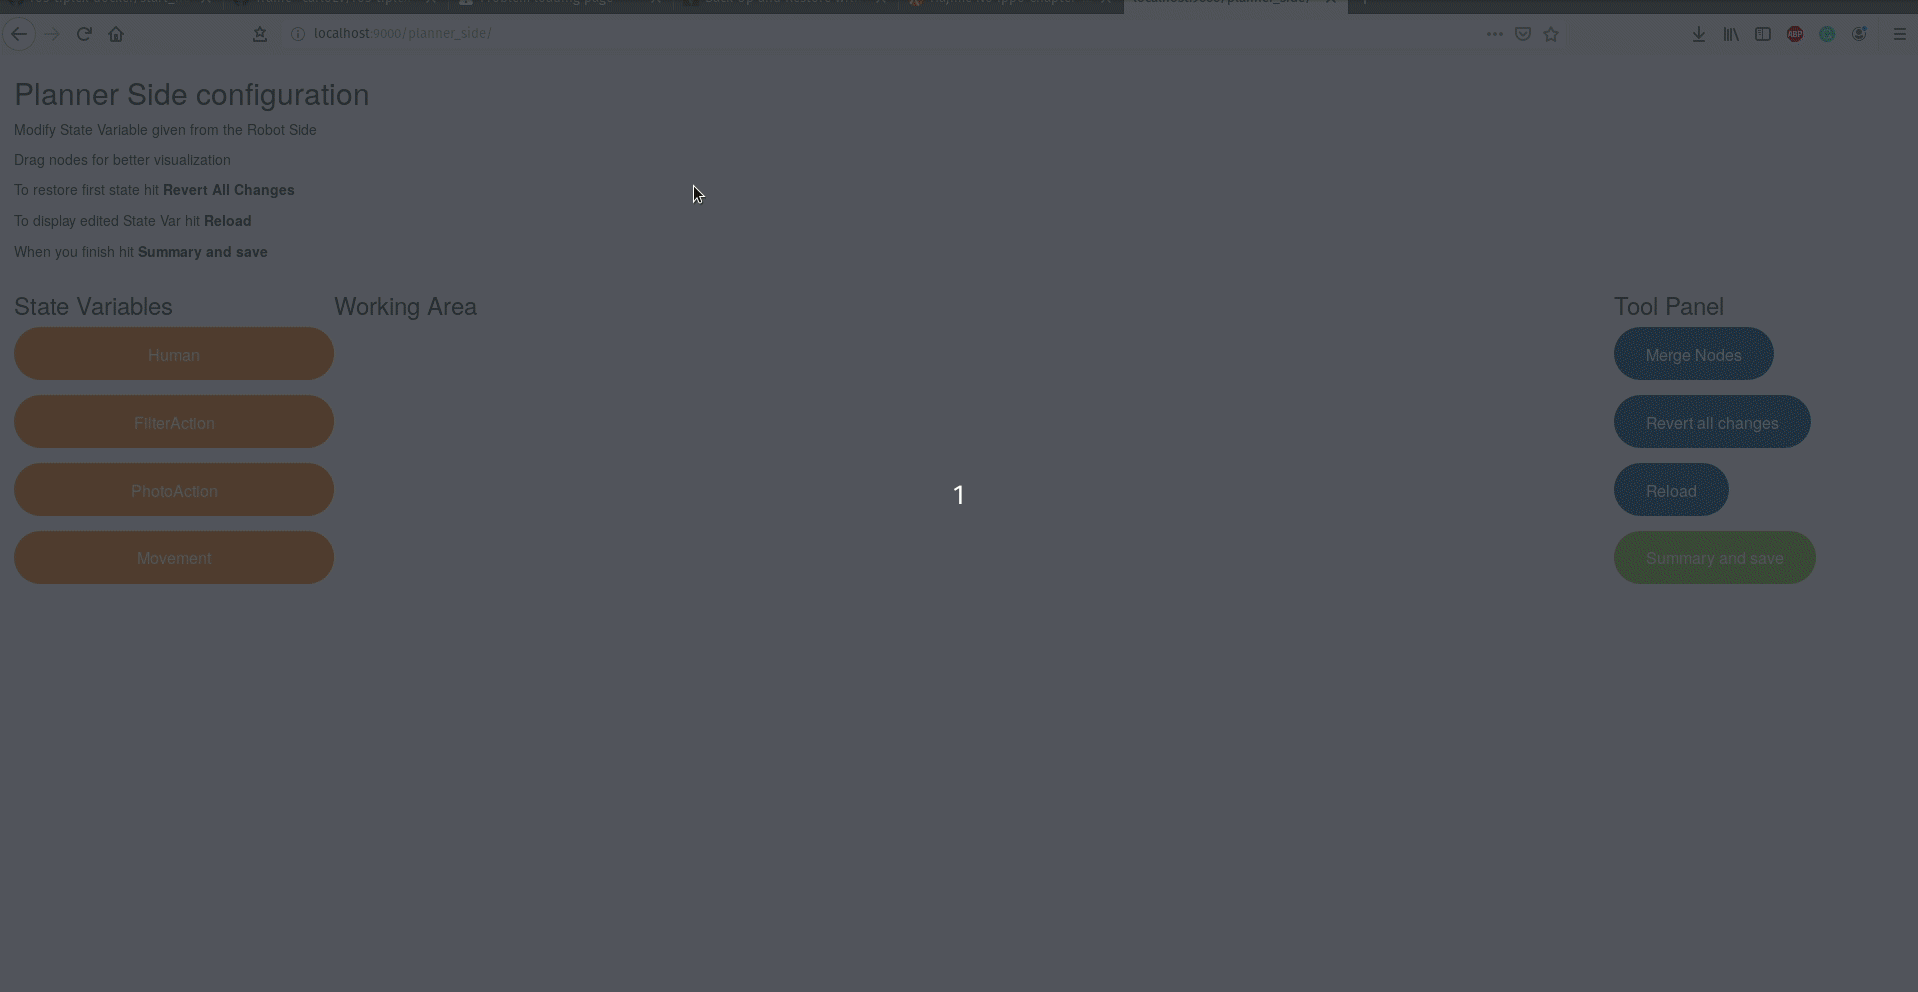 localhost:9000/planner_side/
ABP
Planner Side configuration
Modify State Variable given from the Robot Side
Drag nodes for better visualization
To restore first state hit Revert All Changes
To display edited State Var hit Reload
When you finish hit Summary and save
State Variables
Working Area
Tool Panel
Human
Merge Nodes
FilterAction
Revert all changes
PhotoAction
Reload
1
Movement
Summary and save